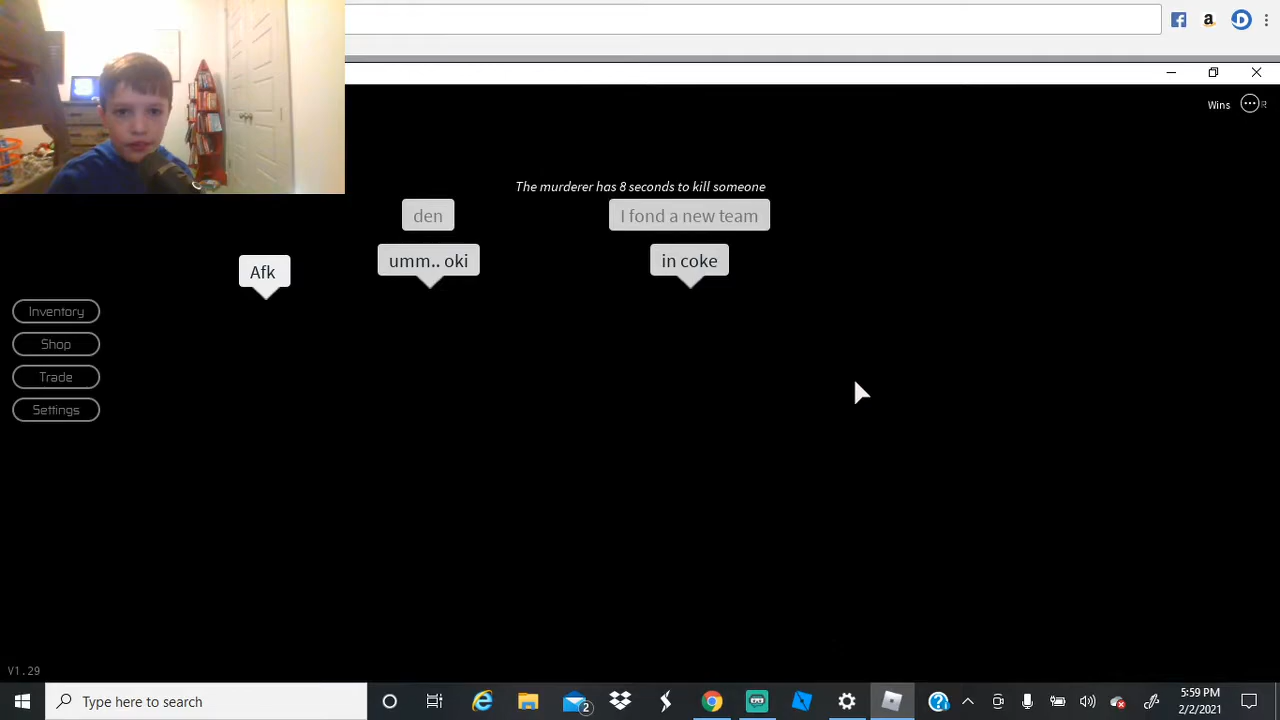 Wins
The murderer has 8 seconds to kill someone
den
I fond a new team
umm.. oki
in coke
Afk
Inventory
Shop
Trade
Settings
V1.29
Type here to search
2
5:59 PM
2/2/2021